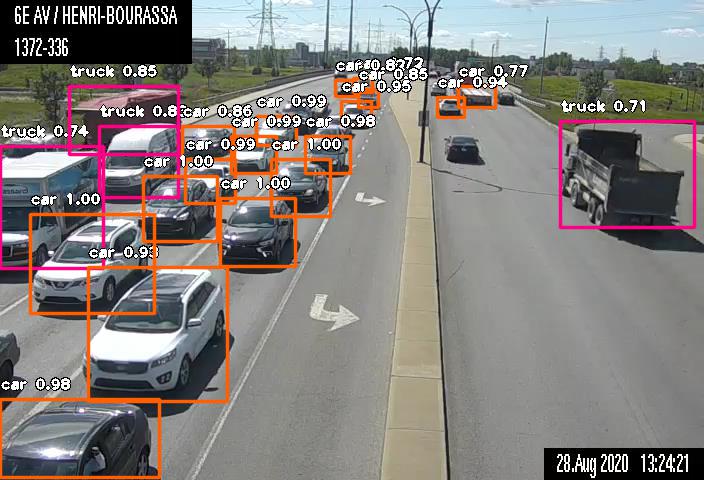 6E AV / HENRI-BOURASSA
1372-336
car 0.77
car 0.85
truck 0.85
car 0.95
car 0.94
car 0.99
truck 0.71
car 0.86
car 0.99
car 0.98
truck 0.74
car 0.99
car 1.00
car 1.00
car 1.00
car 1.00
car 0.93
car 0.98
28.Aug 2020 13:24:21